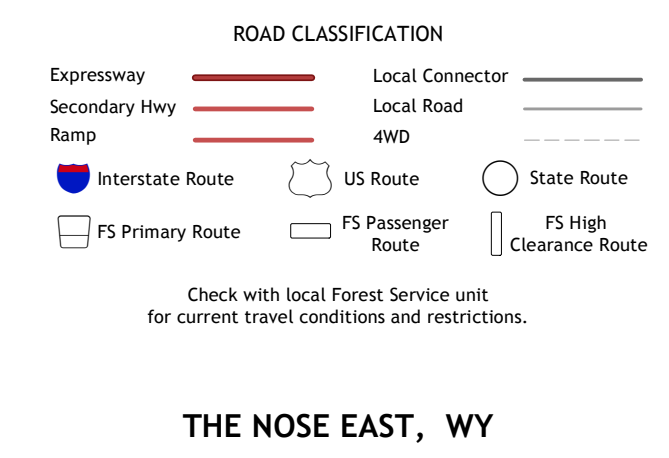 ROAD CLASSIFICATION
Expressway
Local Connector
Secondary Hwy
Local Road
Ramp
4WD
Interstate Route
US Route
State Route
FS Primary Route
FS Passenger
Route
FS High
Clearance Route
Check with local Forest Service unit
for current travel conditions and restrictions.
THE NOSE EAST, WY